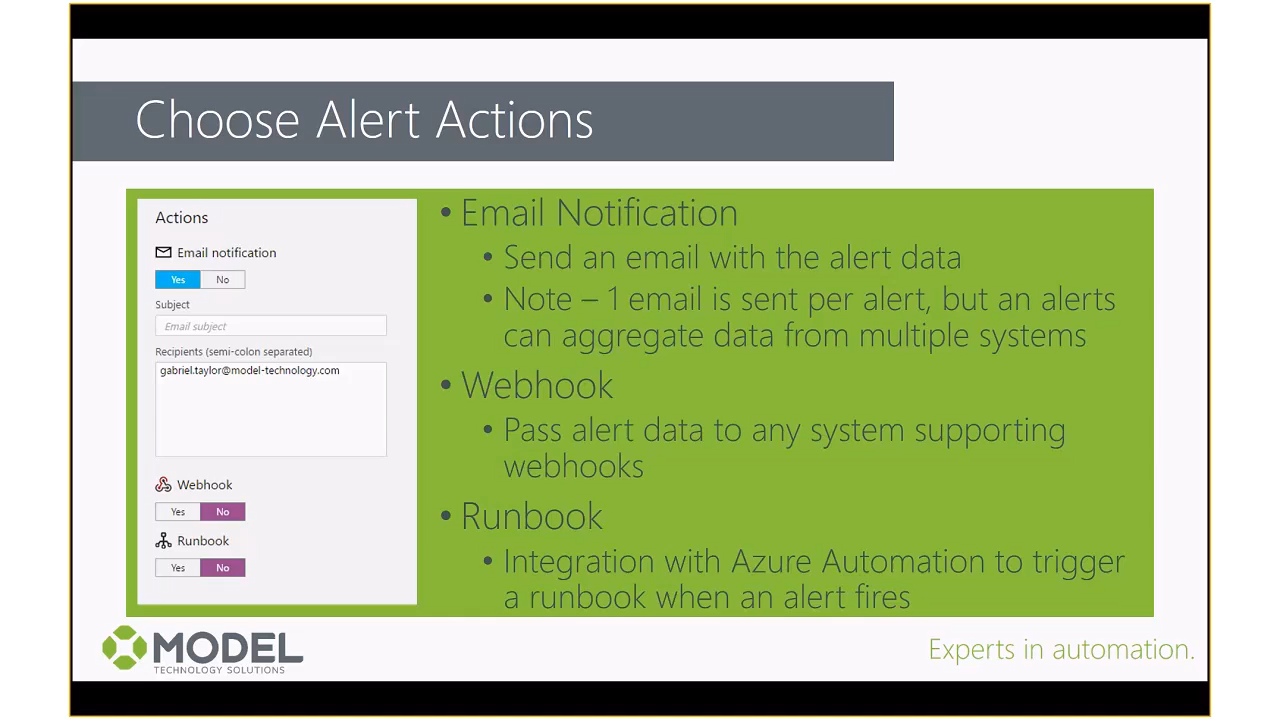 Choose Alert Actions
Actions
Email notification
Yes No
Subject
Email subject
Recipients (semi-colon separated)
gabriel.taylor@model-technology.com
Webhook
Yes No
Runbook
Yes No
• Email Notification
• Send an email with the alert data
• Note – 1 email is sent per alert, but an alerts
can aggregate data from multiple systems
• Webhook
• Pass alert data to any system supporting
webhooks
• Runbook
• Integration with Azure Automation to trigger
a runbook when an alert fires
MODEL
TECHNOLOGY SOLUTIONS
Experts in automation.